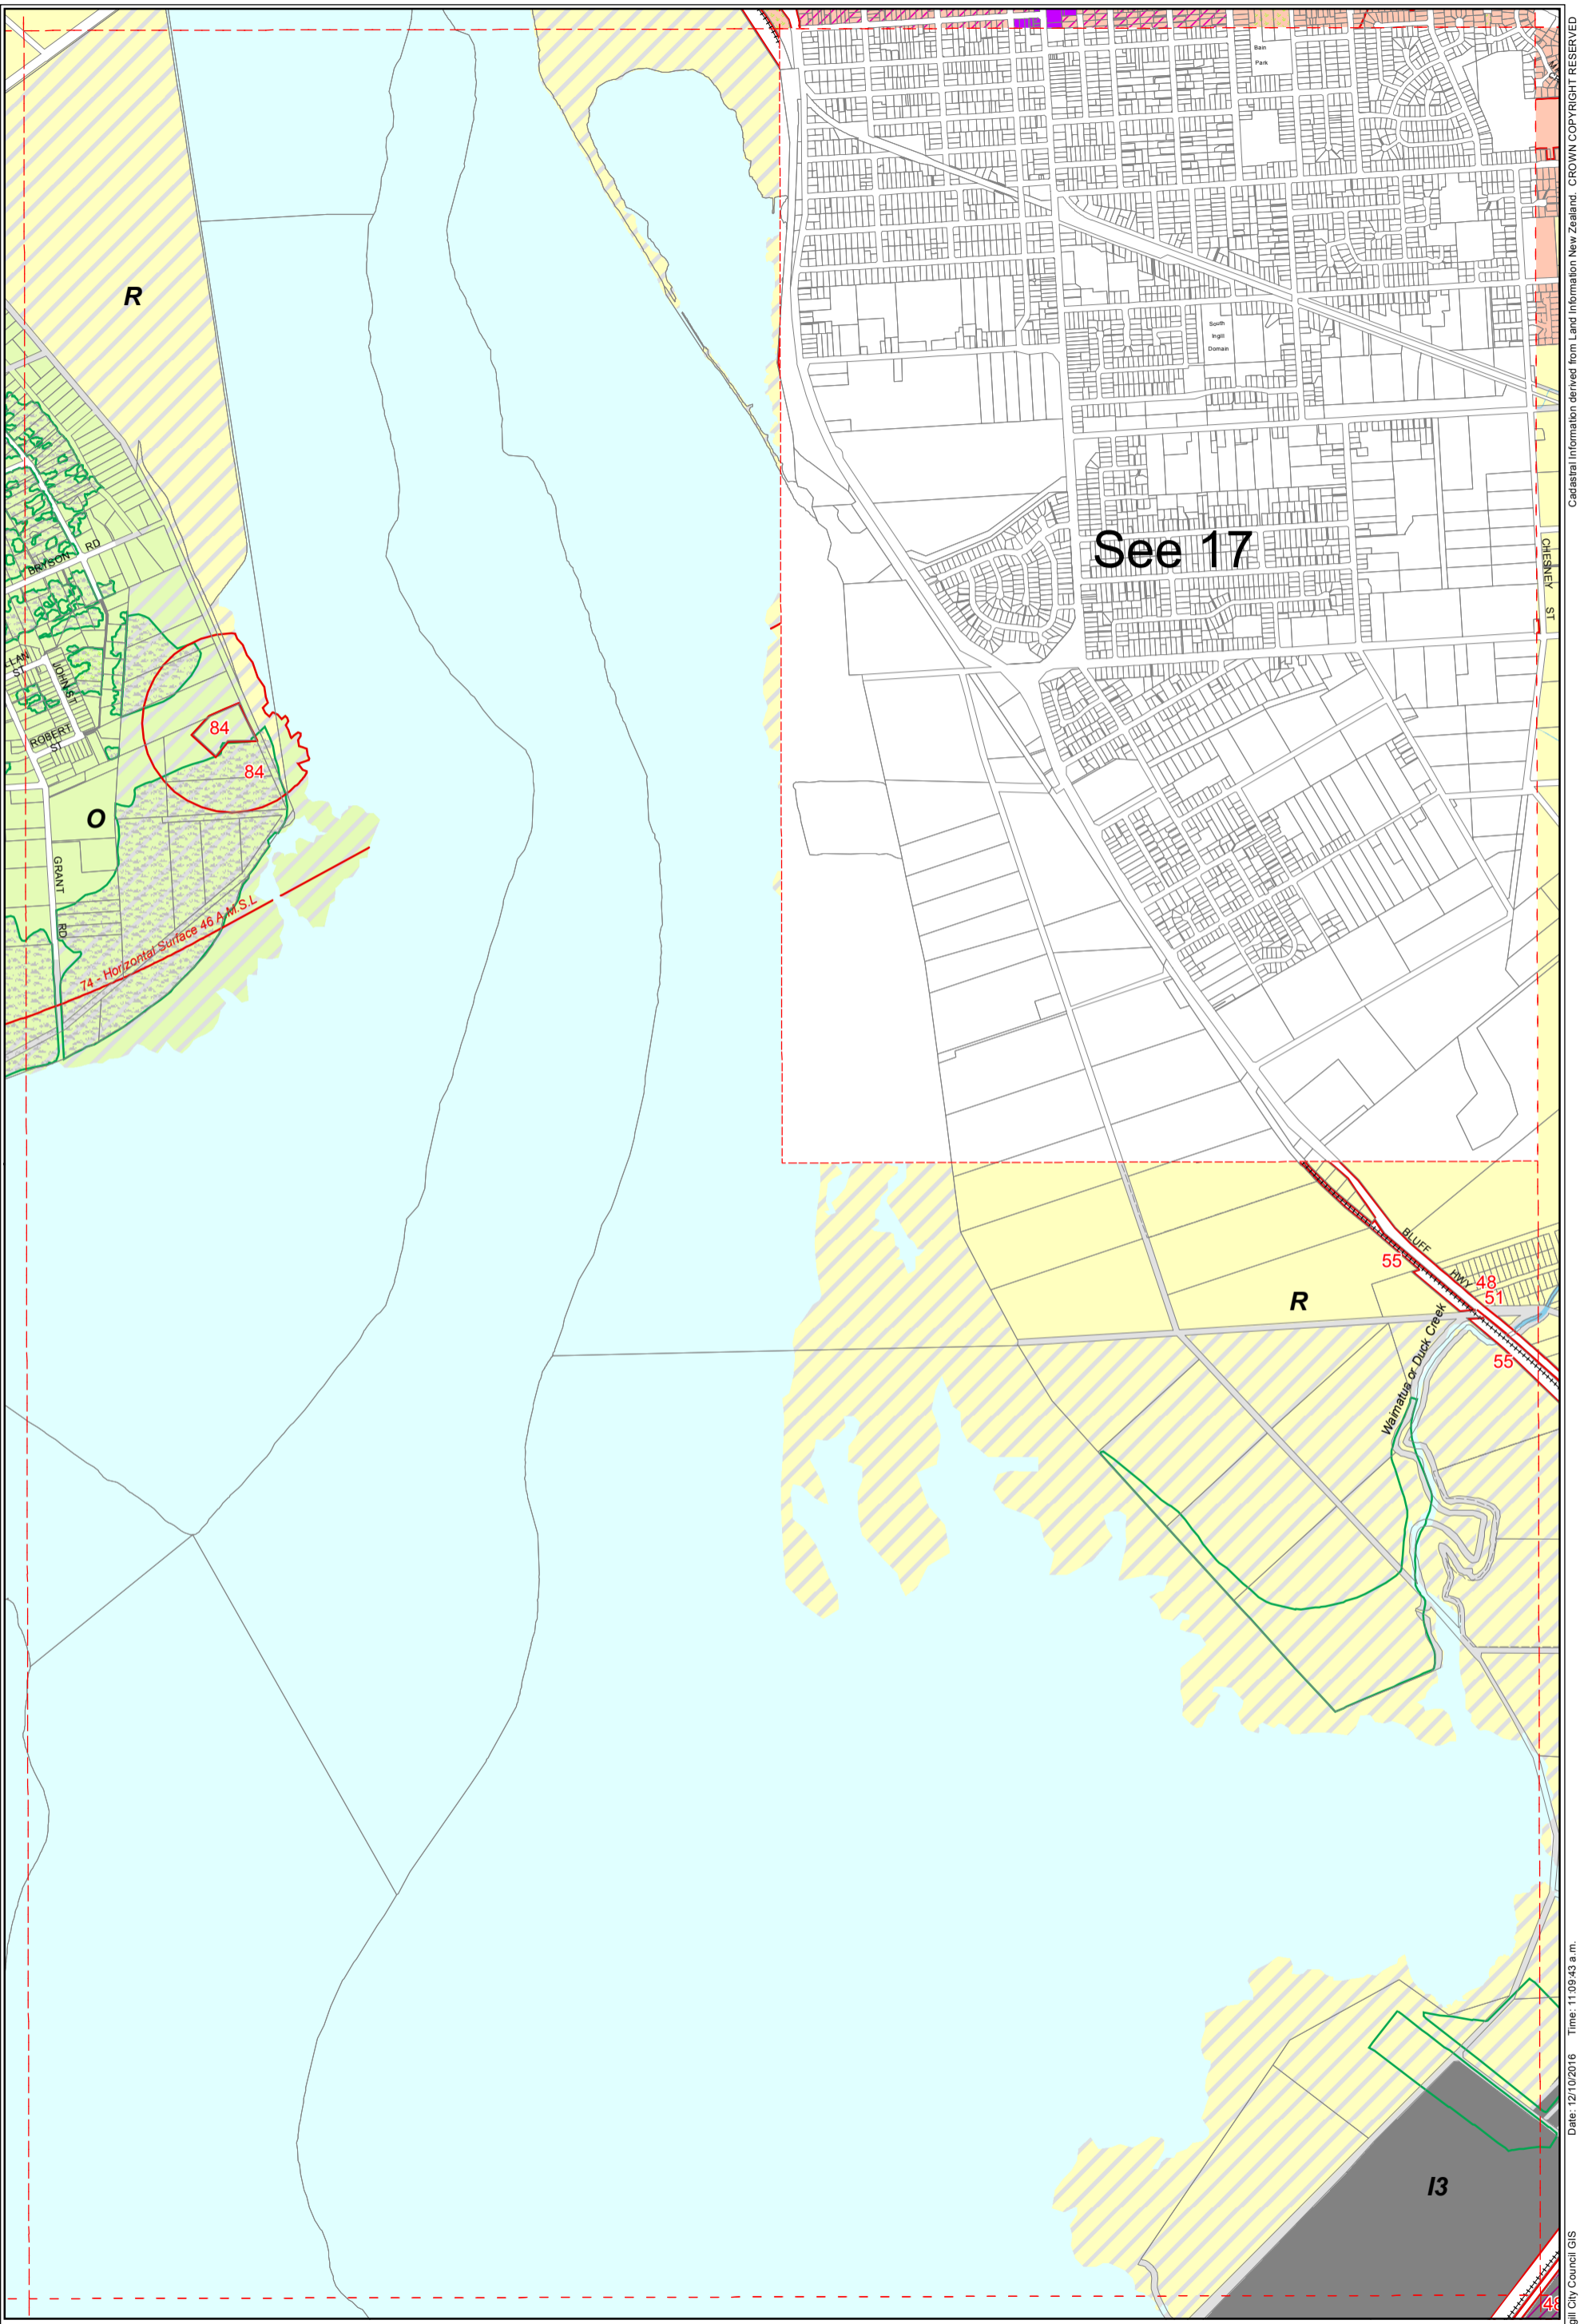 Bain
Park
R
South
Ingill
Domain
See 17
CHESNEY ST
BRYSON RD
ST
JOHN ST
ROBERT
ST
84
84
O
GRANT RD
74 - Horizontal Surface 46 A.M.S.L
BLUFF HWY
55
48
51
R
Waimatua or Duck Creek
55
I3
48
Cadastral Information derived from Land Information New Zealand. CROWN COPYRIGHT RESERVED
Date: 12/10/2016 Time: 11:09:43 a.m.
gill City Council GIS